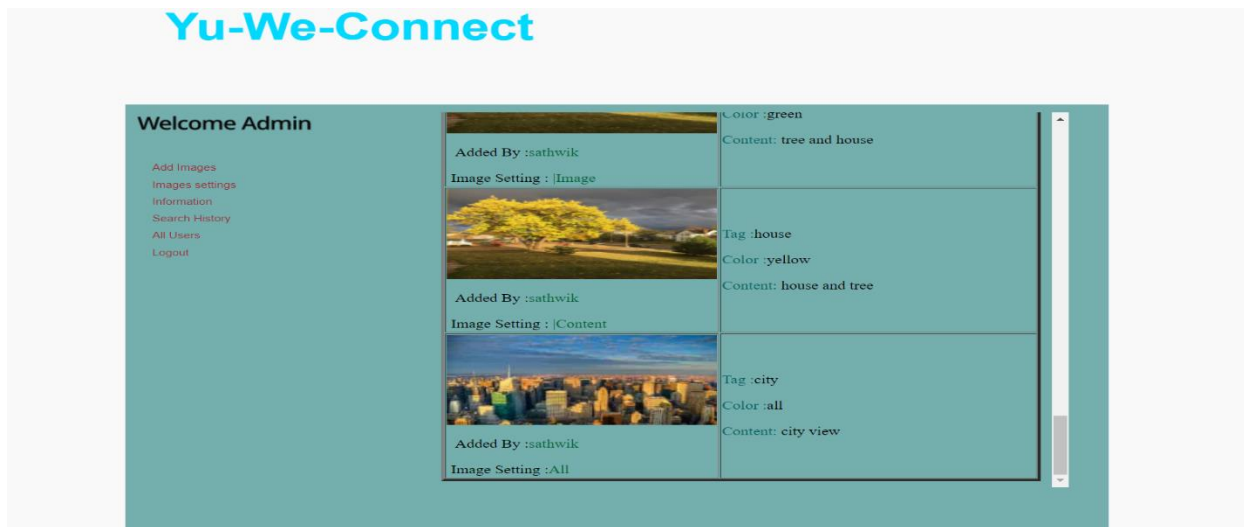 Yu-We-Connect
Welcome Admin
Add Images
Images settings
Information
Search History
All Users
Logout
Color :green
Content: tree and house
Added By :sathwik
Image Setting : |Image
Tag :house
Color :yellow
Content: house and tree
Added By :sathwik
Image Setting : |Content
Tag :city
Color :all
Content: city view
Added By :sathwik
Image Setting :All